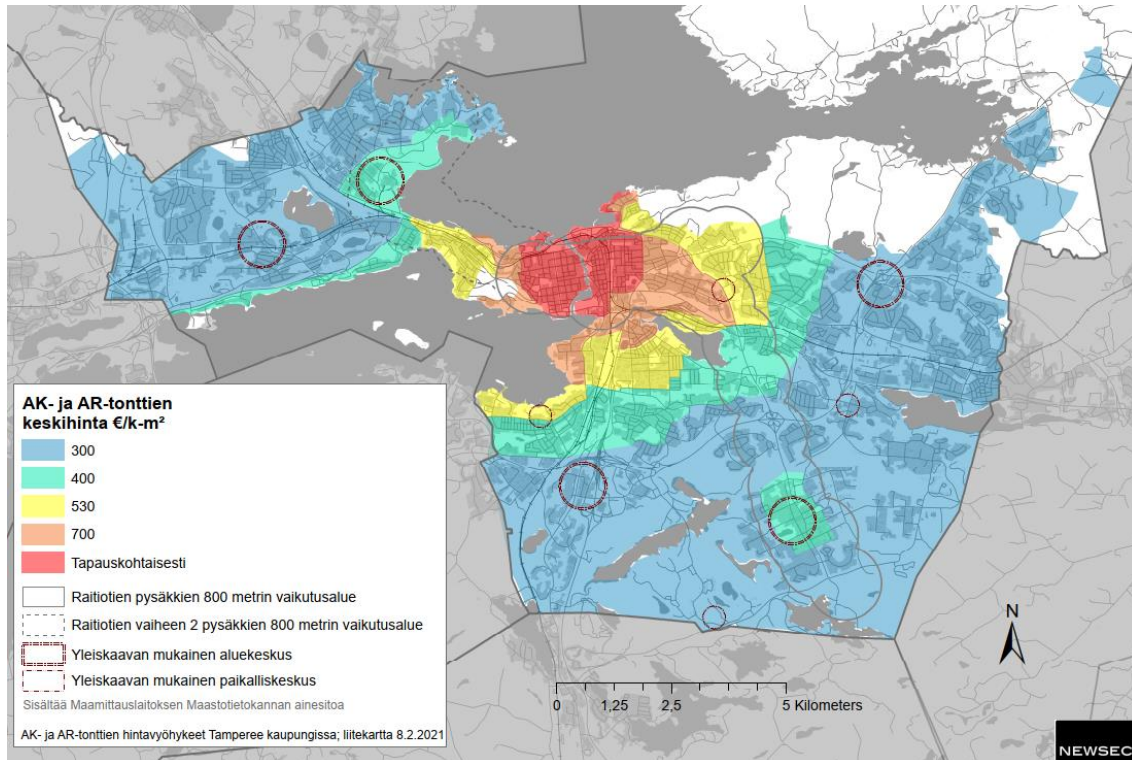 AK- ja AR-tonttien
keskihinta €/k-m²
300
400
530
700
Tapauskohtaisesti
Raitiotien pysäkkien 800 metrin vaikutusalue
Raitiotien vaiheen 2 pysäkkien 800 metrin vaikutusalue
Yleiskaavan mukainen aluekeskus
Yleiskaavan mukainen paikalliskeskus
Sisältää Maamittauslaitoksen Maastotietokannan ainesitoa
AK- ja AR-tonttien hintavyöhykeet Tamperee kaupungissa; liitekartta 8.2.2021
N
0 1,25 2,5 5 Kilometers
NEWSEC